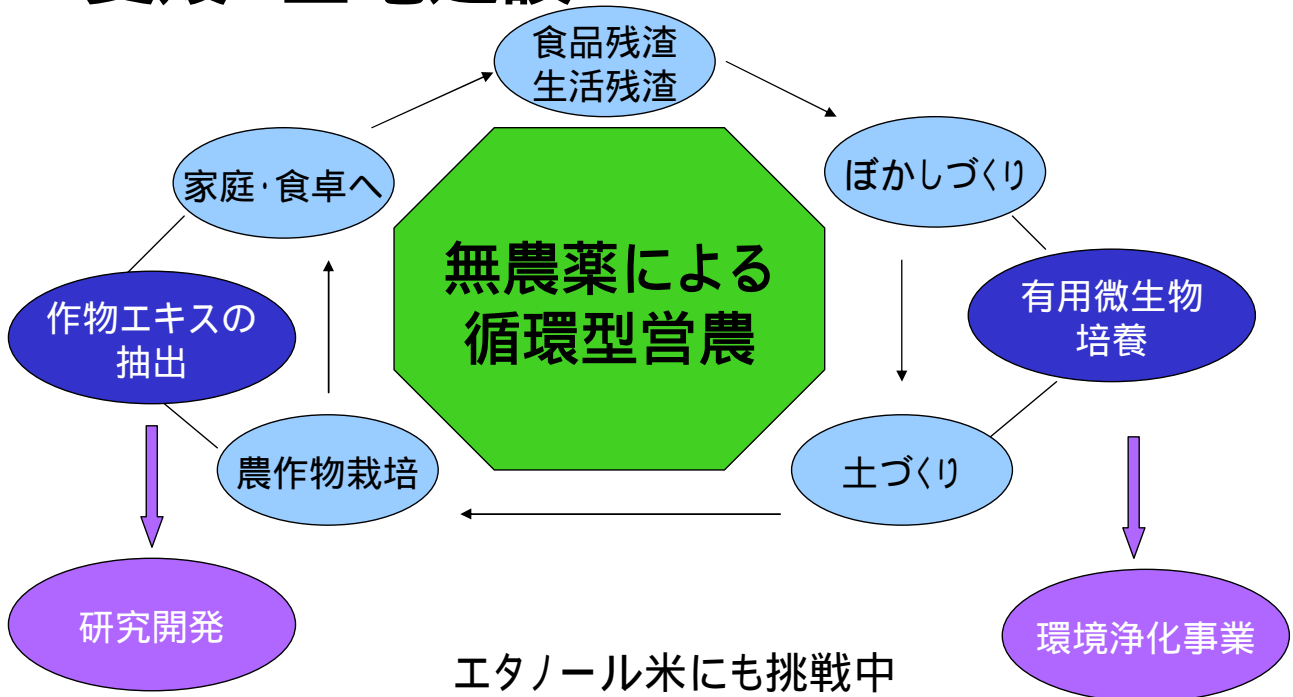 食品残渣
生活残渣
家庭・食卓へ
ぼかしづくり
無農薬による
循環型営農
作物エキスの
抽出
有用微生物
培養
農作物栽培
土づくり
研究開発
環境浄化事業
エタノール米にも挑戦中